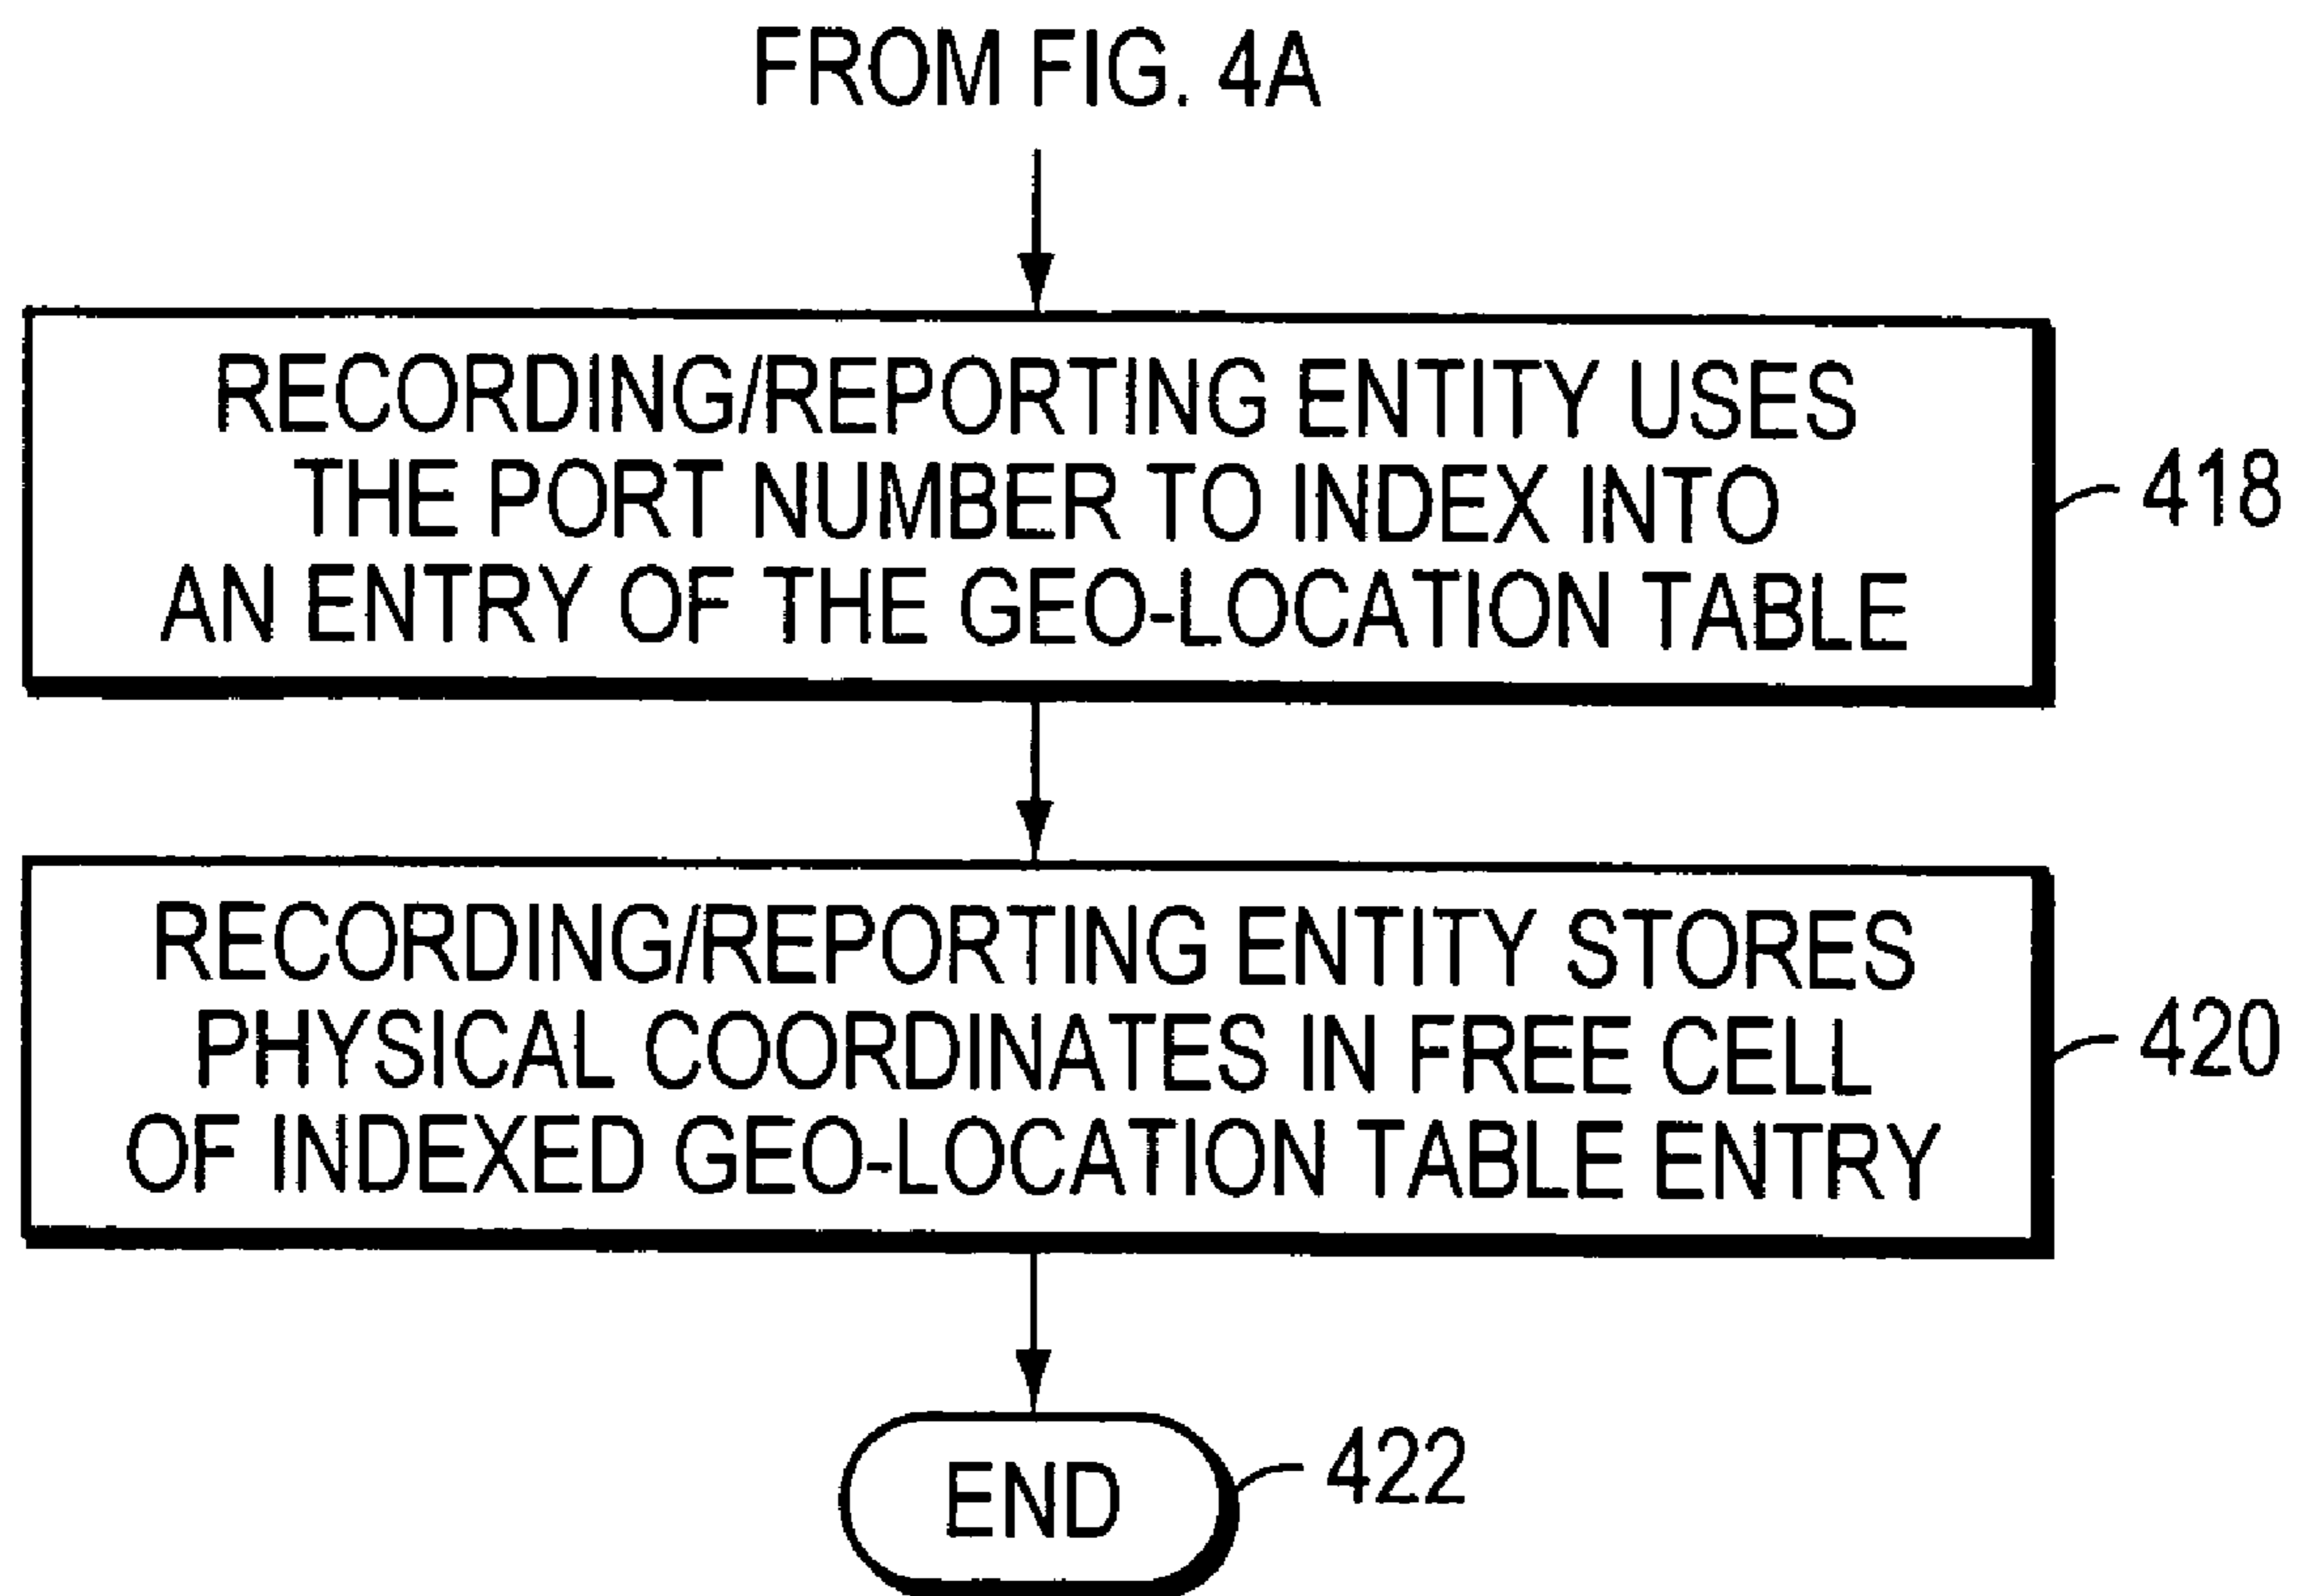 FROM FIG. 4A
RECORDING/REPORTING ENTITY USES
THE PORT NUMBER TO INDEX INTO
AN ENTRY OF THE GEO-LOCATION TABLE
418
RECORDING/REPORTING ENTITY STORES
PHYSICAL COORDINATES IN FREE CELL
OF INDEXED GEO-LOCATION TABLE ENTRY
420
END
422